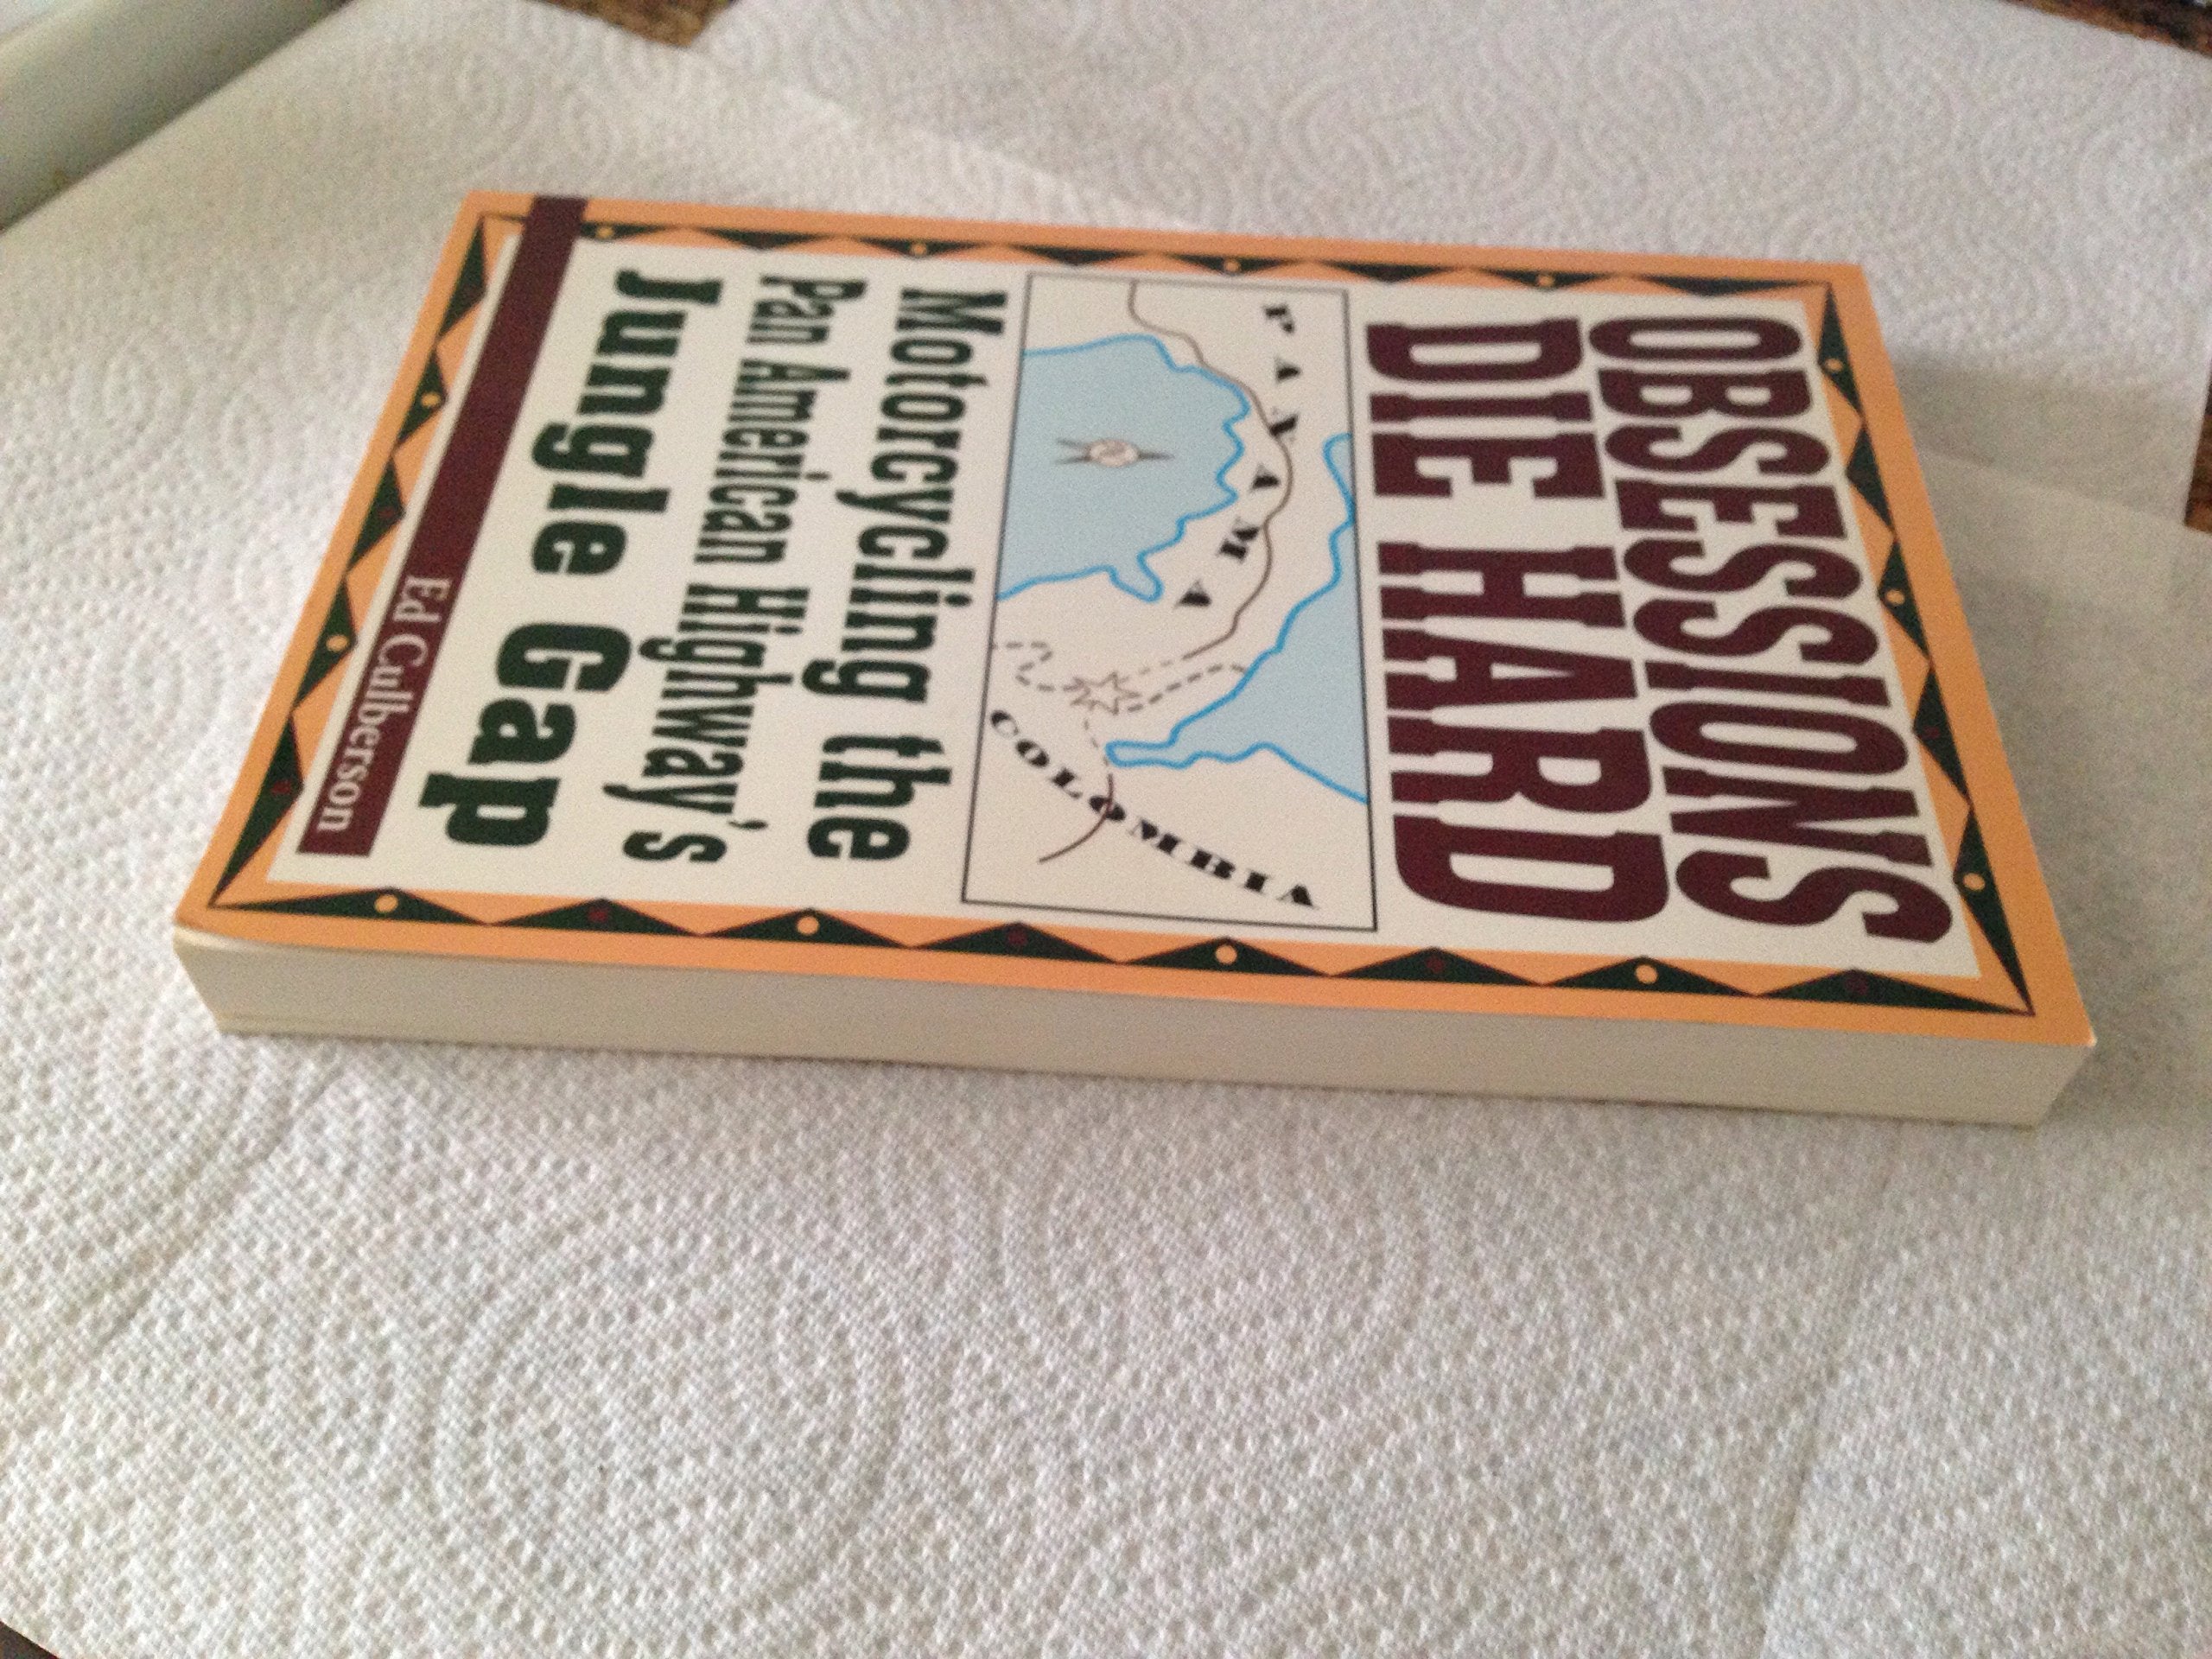 OBSESSIONS
DIE HARD
PANAMA
COLOMBIA
Motorcycling the
Pan American Highway's
Jungle Gap
Ed Culberson